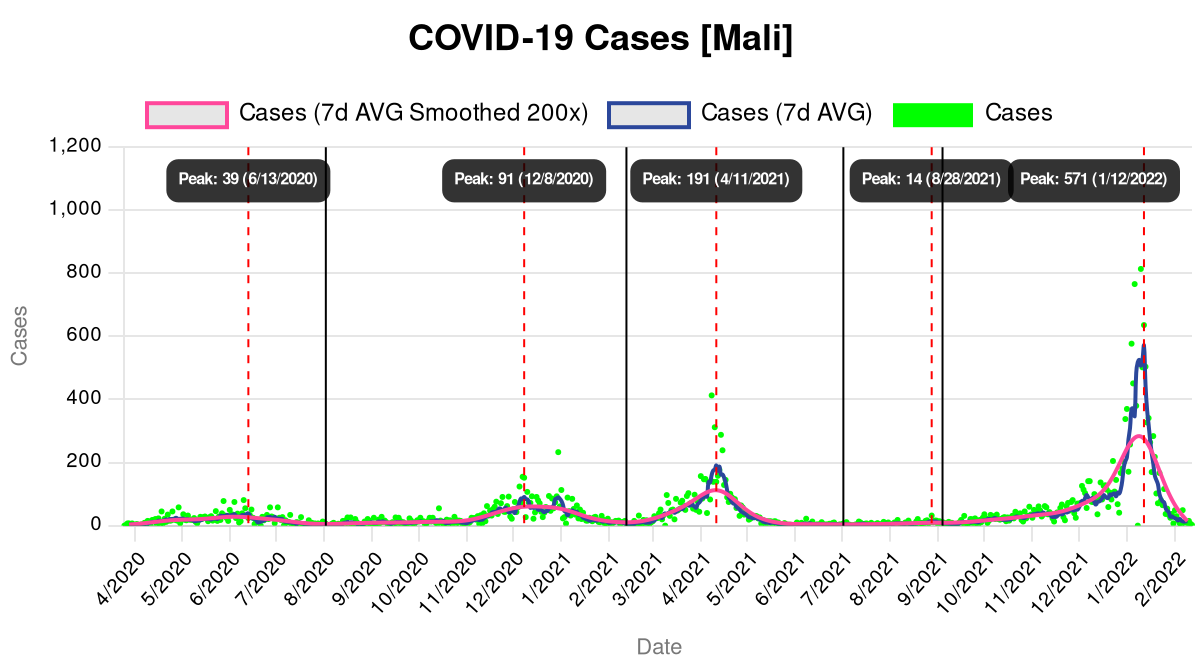 COVID-19 Cases [Mali]
Cases (7d AVG Smoothed 200x) Cases (7d AVG) Cases
1,200
Peak: 39 (6/13/2020) Peak: 91 (12/8/2020) Peak: 191 (4/11/2021) Peak: 14 (8/28/2021) Peak: 571 (1/12/2022)
1,000
800
600
400
200
0
Cases
4/2020 5/2020 6/2020 7/2020 8/2020 9/2020 10/2020 11/2020 12/2020 1/2021 2/2021 3/2021 4/2021 5/2021 6/2021 7/2021 8/2021 9/2021 10/2021 11/2021 12/2021 1/2022 2/2022
Date